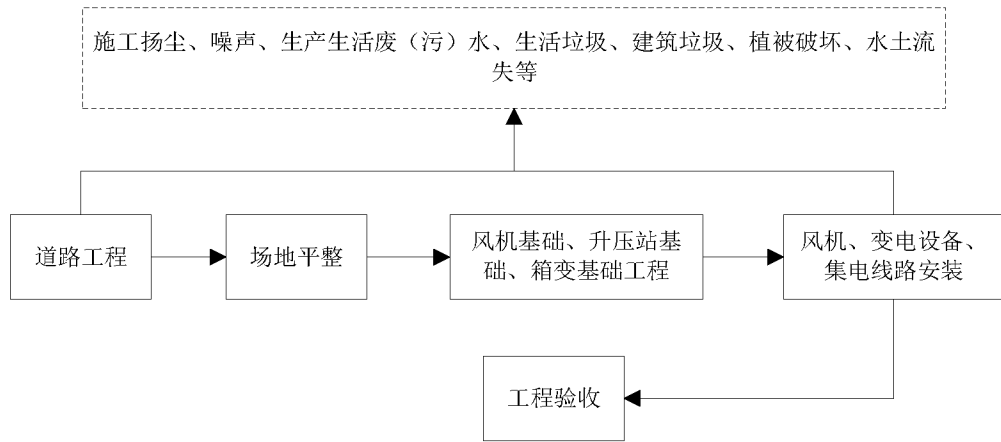 施工扬尘、噪声、生产生活废（污）水、生活垃圾、建筑垃圾、植被破坏、水土流
失等
道路工程
场地平整
风机基础、升压站基
础、箱变基础工程
风机、变电设备、
集电线路安装
工程验收